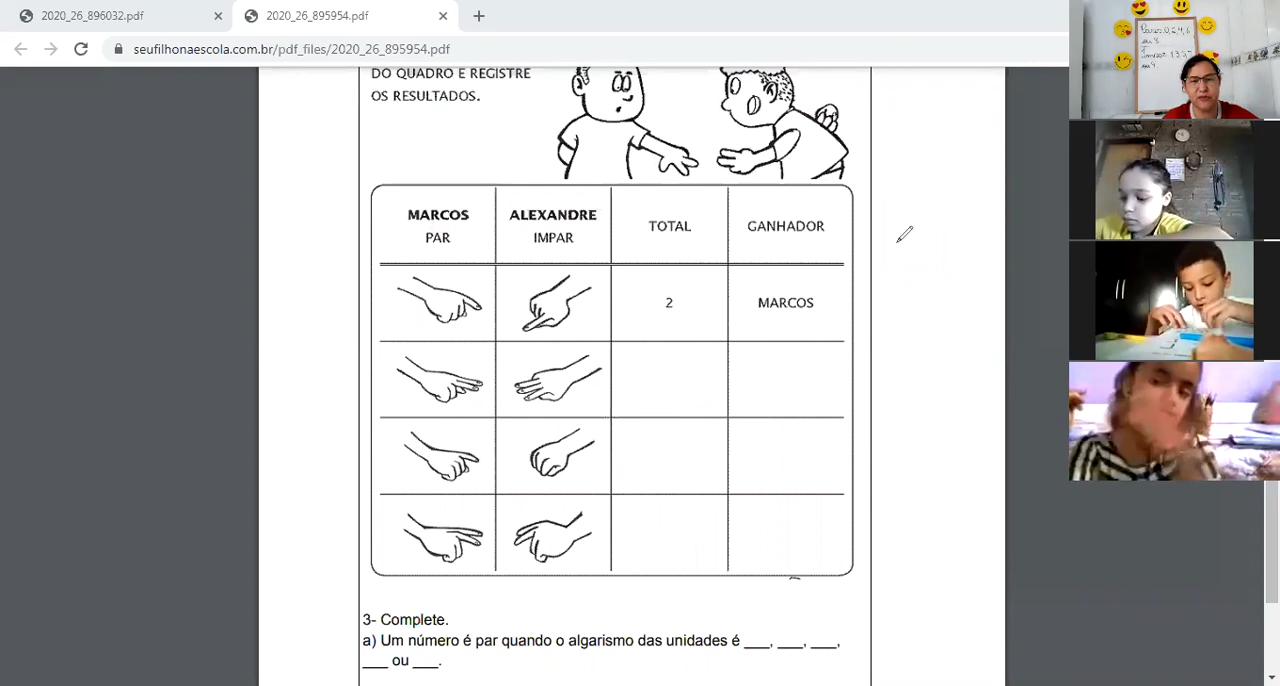 2020_26_896032.pdf
2020_26_895954.pdf
seufilhonaescola.com.br/pdf_files/2020_26_895954.pdf
DO QUADRO E REGISTRE
OS RESULTADOS.
MARCOS
PAR
ALEXANDRE
IMPAR
TOTAL
GANHADOR
2
MARCOS
3- Complete.
a) Um número é par quando o algarismo das unidades é ___, ___, ___,
___ ou ___.